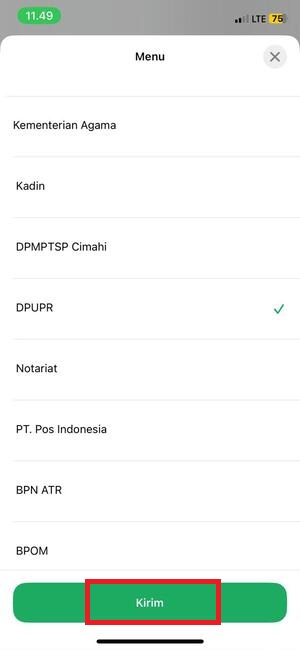 11.49
LTE 75
Menu
Kementerian Agama
Kadin
DPMPTSP Cimahi
DPUPR
Notariat
PT. Pos Indonesia
BPN ATR
BPOM
Kirim